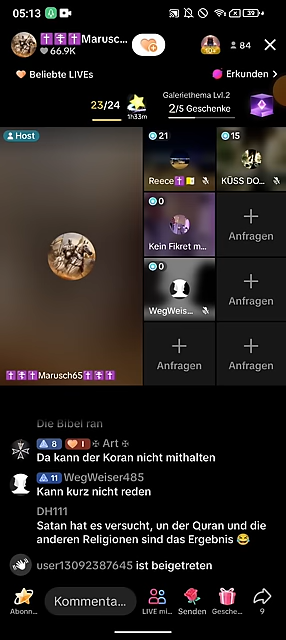 05:13
39
✝️☦️✝️Marusc...
66.9K
84
Beliebte LIVEs
Erkunden
23/24
1h33m
Galeriethema Lvl.2
2/5 Geschenke
Host
21
Reece✝️
15
KÜSS DO...
0
Kein Fikret m...
Anfragen
0
WegWeis...
Anfragen
Anfragen
Anfragen
✝️☦️✝️Marusch65✝️☦️✝️
Die Bibel ran
8 I ✠ Art ✠
Da kann der Koran nicht mithalten
11 WegWeiser485
Kann kurz nicht reden
DH111
Satan hat es versucht, un der Quran und die
anderen Religionen sind das Ergebnis 😂
user13092387645 ist beigetreten
Abonn...
Kommenta...
LIVE mi...
Senden
Gesche...
9